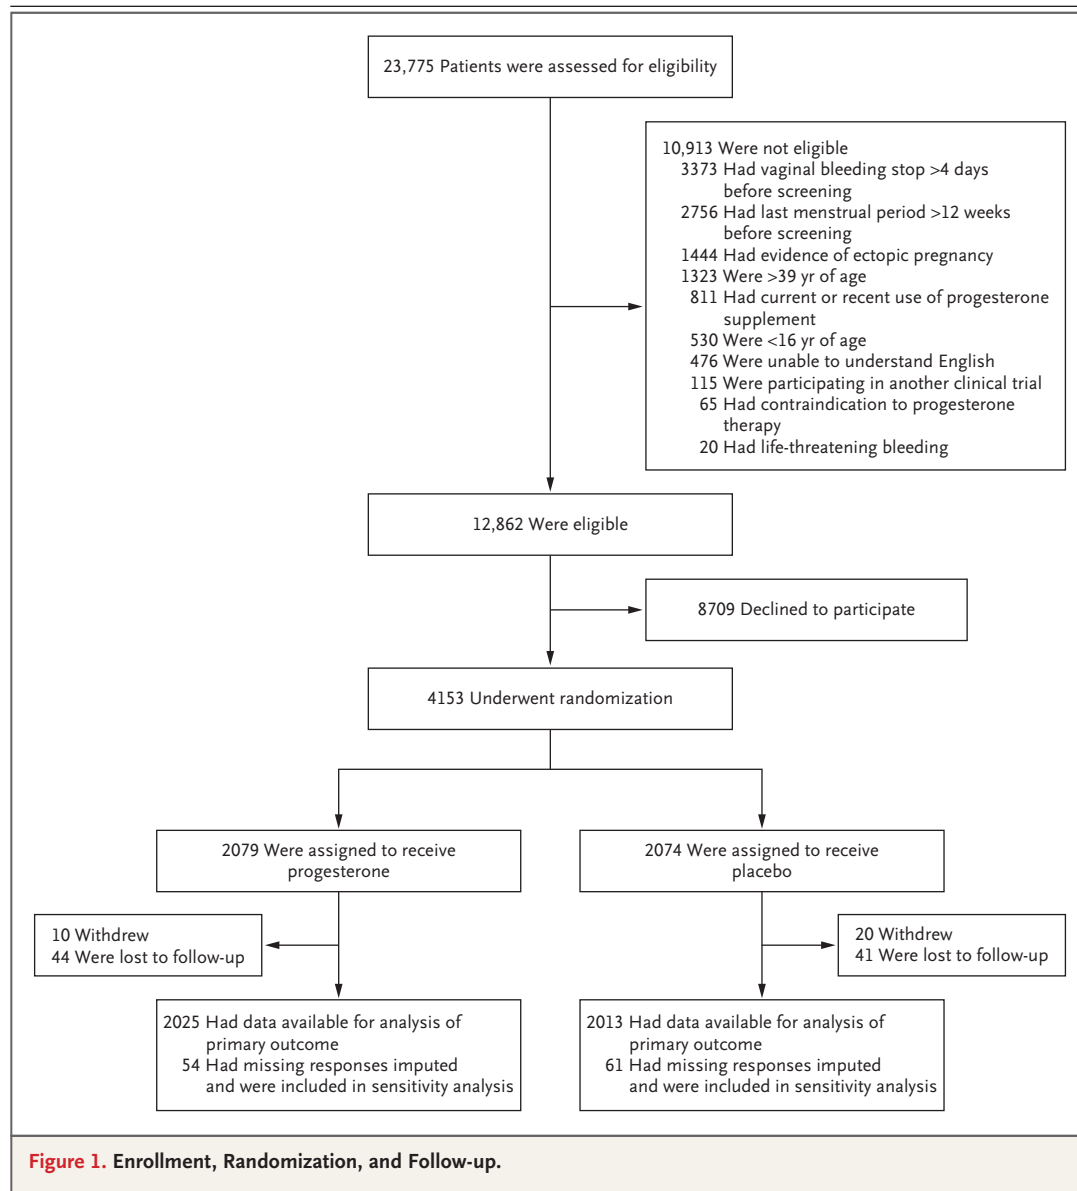 23,775 Patients were assessed for eligibility
10,913 Were not eligible
3373 Had vaginal bleeding stop >4 days
before screening
2756 Had last menstrual period >12 weeks
before screening
1444 Had evidence of ectopic pregnancy
1323 Were >39 yr of age
811 Had current or recent use of progesterone
supplement
530 Were <16 yr of age
476 Were unable to understand English
115 Were participating in another clinical trial
65 Had contraindication to progesterone
therapy
20 Had life-threatening bleeding
12,862 Were eligible
8709 Declined to participate
4153 Underwent randomization
2079 Were assigned to receive
progesterone
2074 Were assigned to receive
placebo
10 Withdrew
44 Were lost to follow-up
20 Withdrew
41 Were lost to follow-up
2025 Had data available for analysis of
primary outcome
54 Had missing responses imputed
and were included in sensitivity analysis
2013 Had data available for analysis of
primary outcome
61 Had missing responses imputed
and were included in sensitivity analysis
Figure 1. Enrollment, Randomization, and Follow-up.